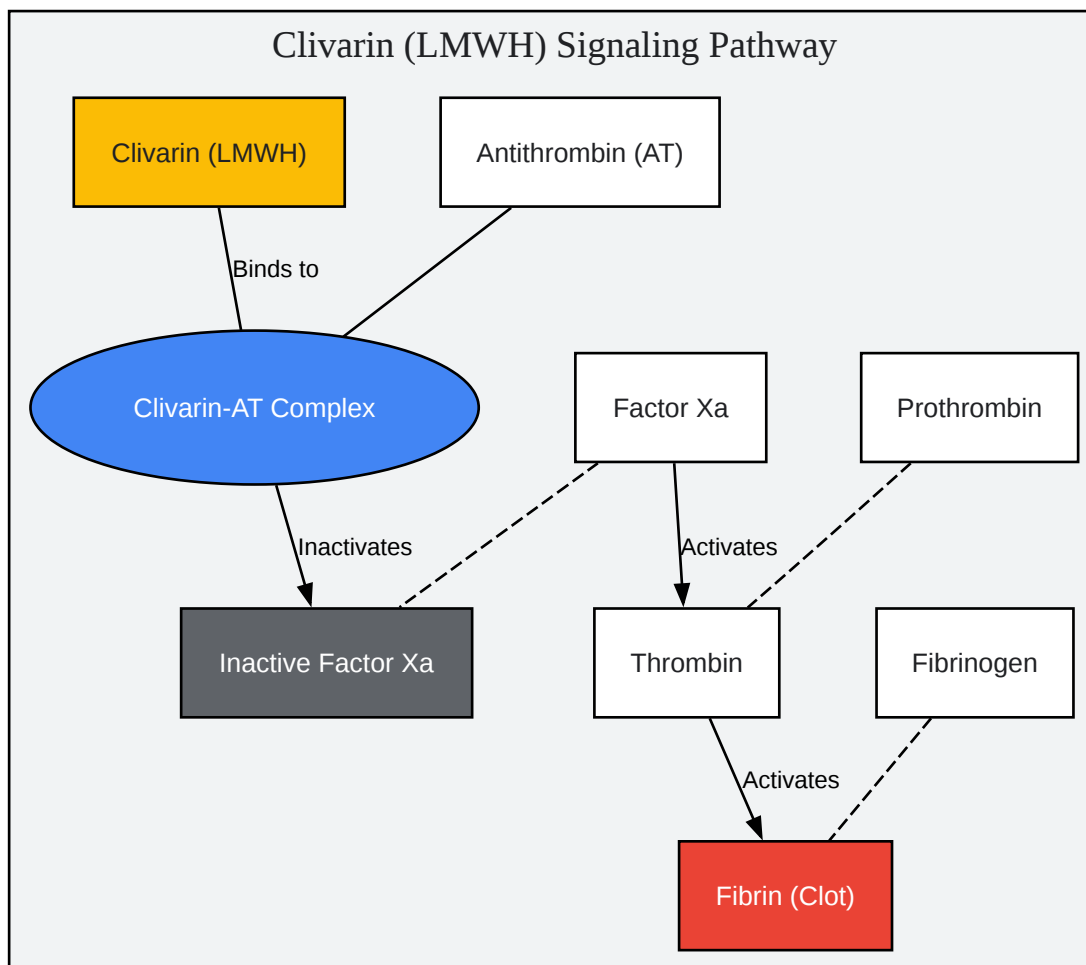 Clivarin (LMWH) Signaling Pathway
Clivarin (LMWH)
Antithrombin (AT)
Binds to
Clivarin-AT Complex
Factor Xa
Prothrombin
Inactivates
Activates
Inactive Factor Xa
Thrombin
Fibrinogen
Activates
Fibrin (Clot)